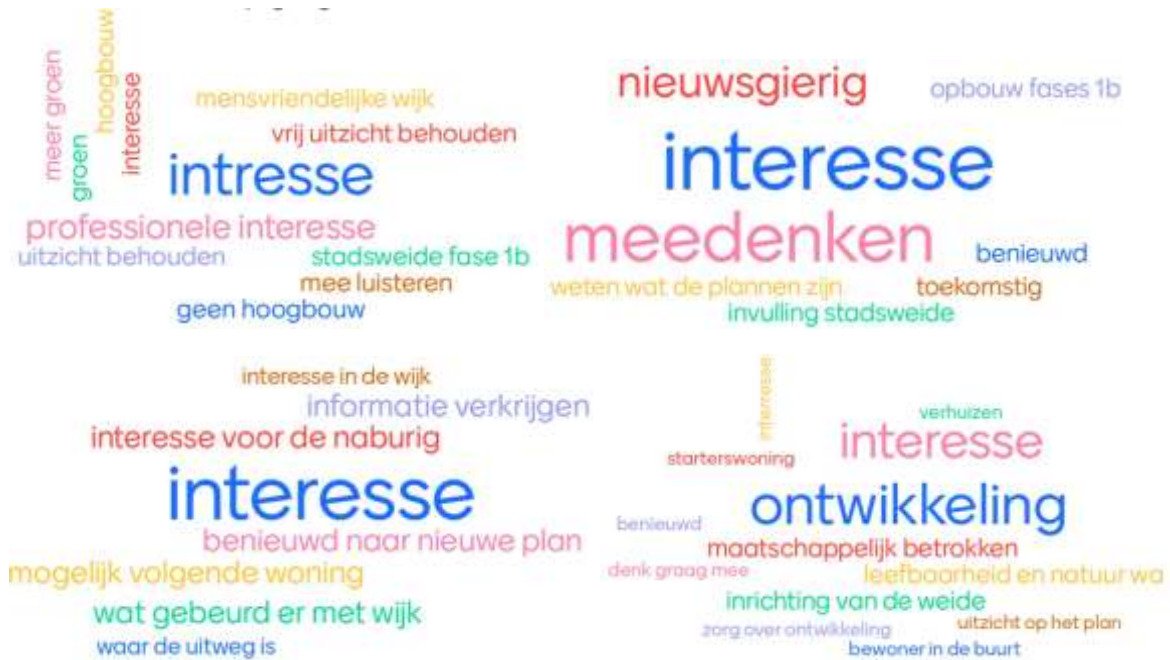 meer groen
groen
hoogbouw
interesse
mensvriendelijke wijk
vrij uitzicht behouden
intresse
professionele interesse
uitzicht behouden
stadsweide fase 1b
mee luisteren
geen hoogbouw
nieuwsgierig
opbouw fases 1b
interesse
meedenken
benieuwd
weten wat de plannen zijn
toekomstig
invulling stadsweide
interesse in de wijk
informatie verkrijgen
interesse voor de naburig
interesse
benieuwd naar nieuwe plan
mogelijk volgende woning
wat gebeurd er met wijk
waar de uitweg is
interresse
verhuizen
interesse
starterswoning
ontwikkeling
benieuwd
maatschappelijk betrokken
denk graag mee
leefbaarheid en natuur wa
inrichting van de weide
zorg over ontwikkeling
uitzicht op het plan
bewoner in de buurt